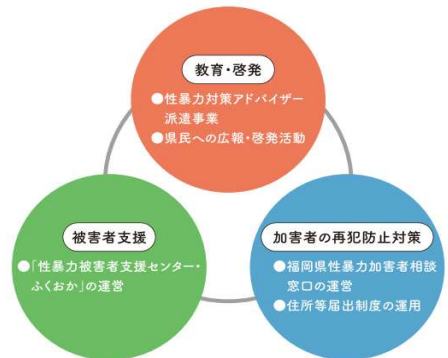 教育・啓発
●性暴力対策アドバイザー
派遣事業
●県民への広報・啓発活動
被害者支援
●「性暴力被害者支援センター・
ふくおか」の運営
加害者の再犯防止対策
●福岡県性暴力加害者相談
窓口の運営
●住所等届出制度の運用